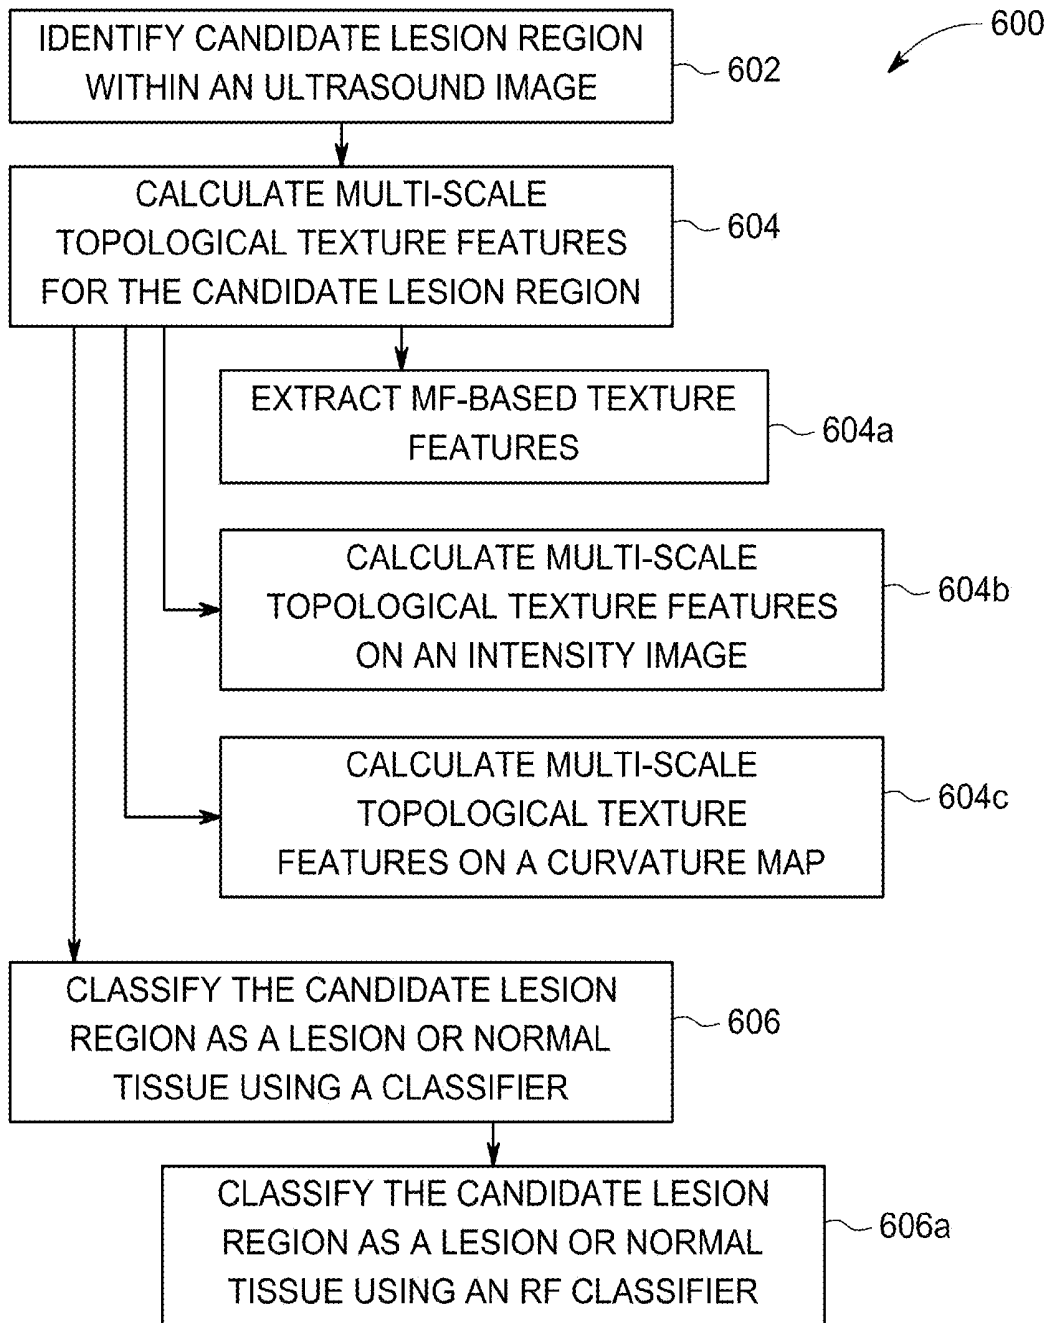 600
IDENTIFY CANDIDATE LESION REGION
WITHIN AN ULTRASOUND IMAGE
602
CALCULATE MULTI-SCALE
TOPOLOGICAL TEXTURE FEATURES
FOR THE CANDIDATE LESION REGION
604
EXTRACT MF-BASED TEXTURE
FEATURES
604a
CALCULATE MULTI-SCALE
TOPOLOGICAL TEXTURE FEATURES
ON AN INTENSITY IMAGE
604b
CALCULATE MULTI-SCALE
TOPOLOGICAL TEXTURE
FEATURES ON A CURVATURE MAP
604c
CLASSIFY THE CANDIDATE LESION
REGION AS A LESION OR NORMAL
TISSUE USING A CLASSIFIER
606
CLASSIFY THE CANDIDATE LESION
REGION AS A LESION OR NORMAL
TISSUE USING AN RF CLASSIFIER
606a